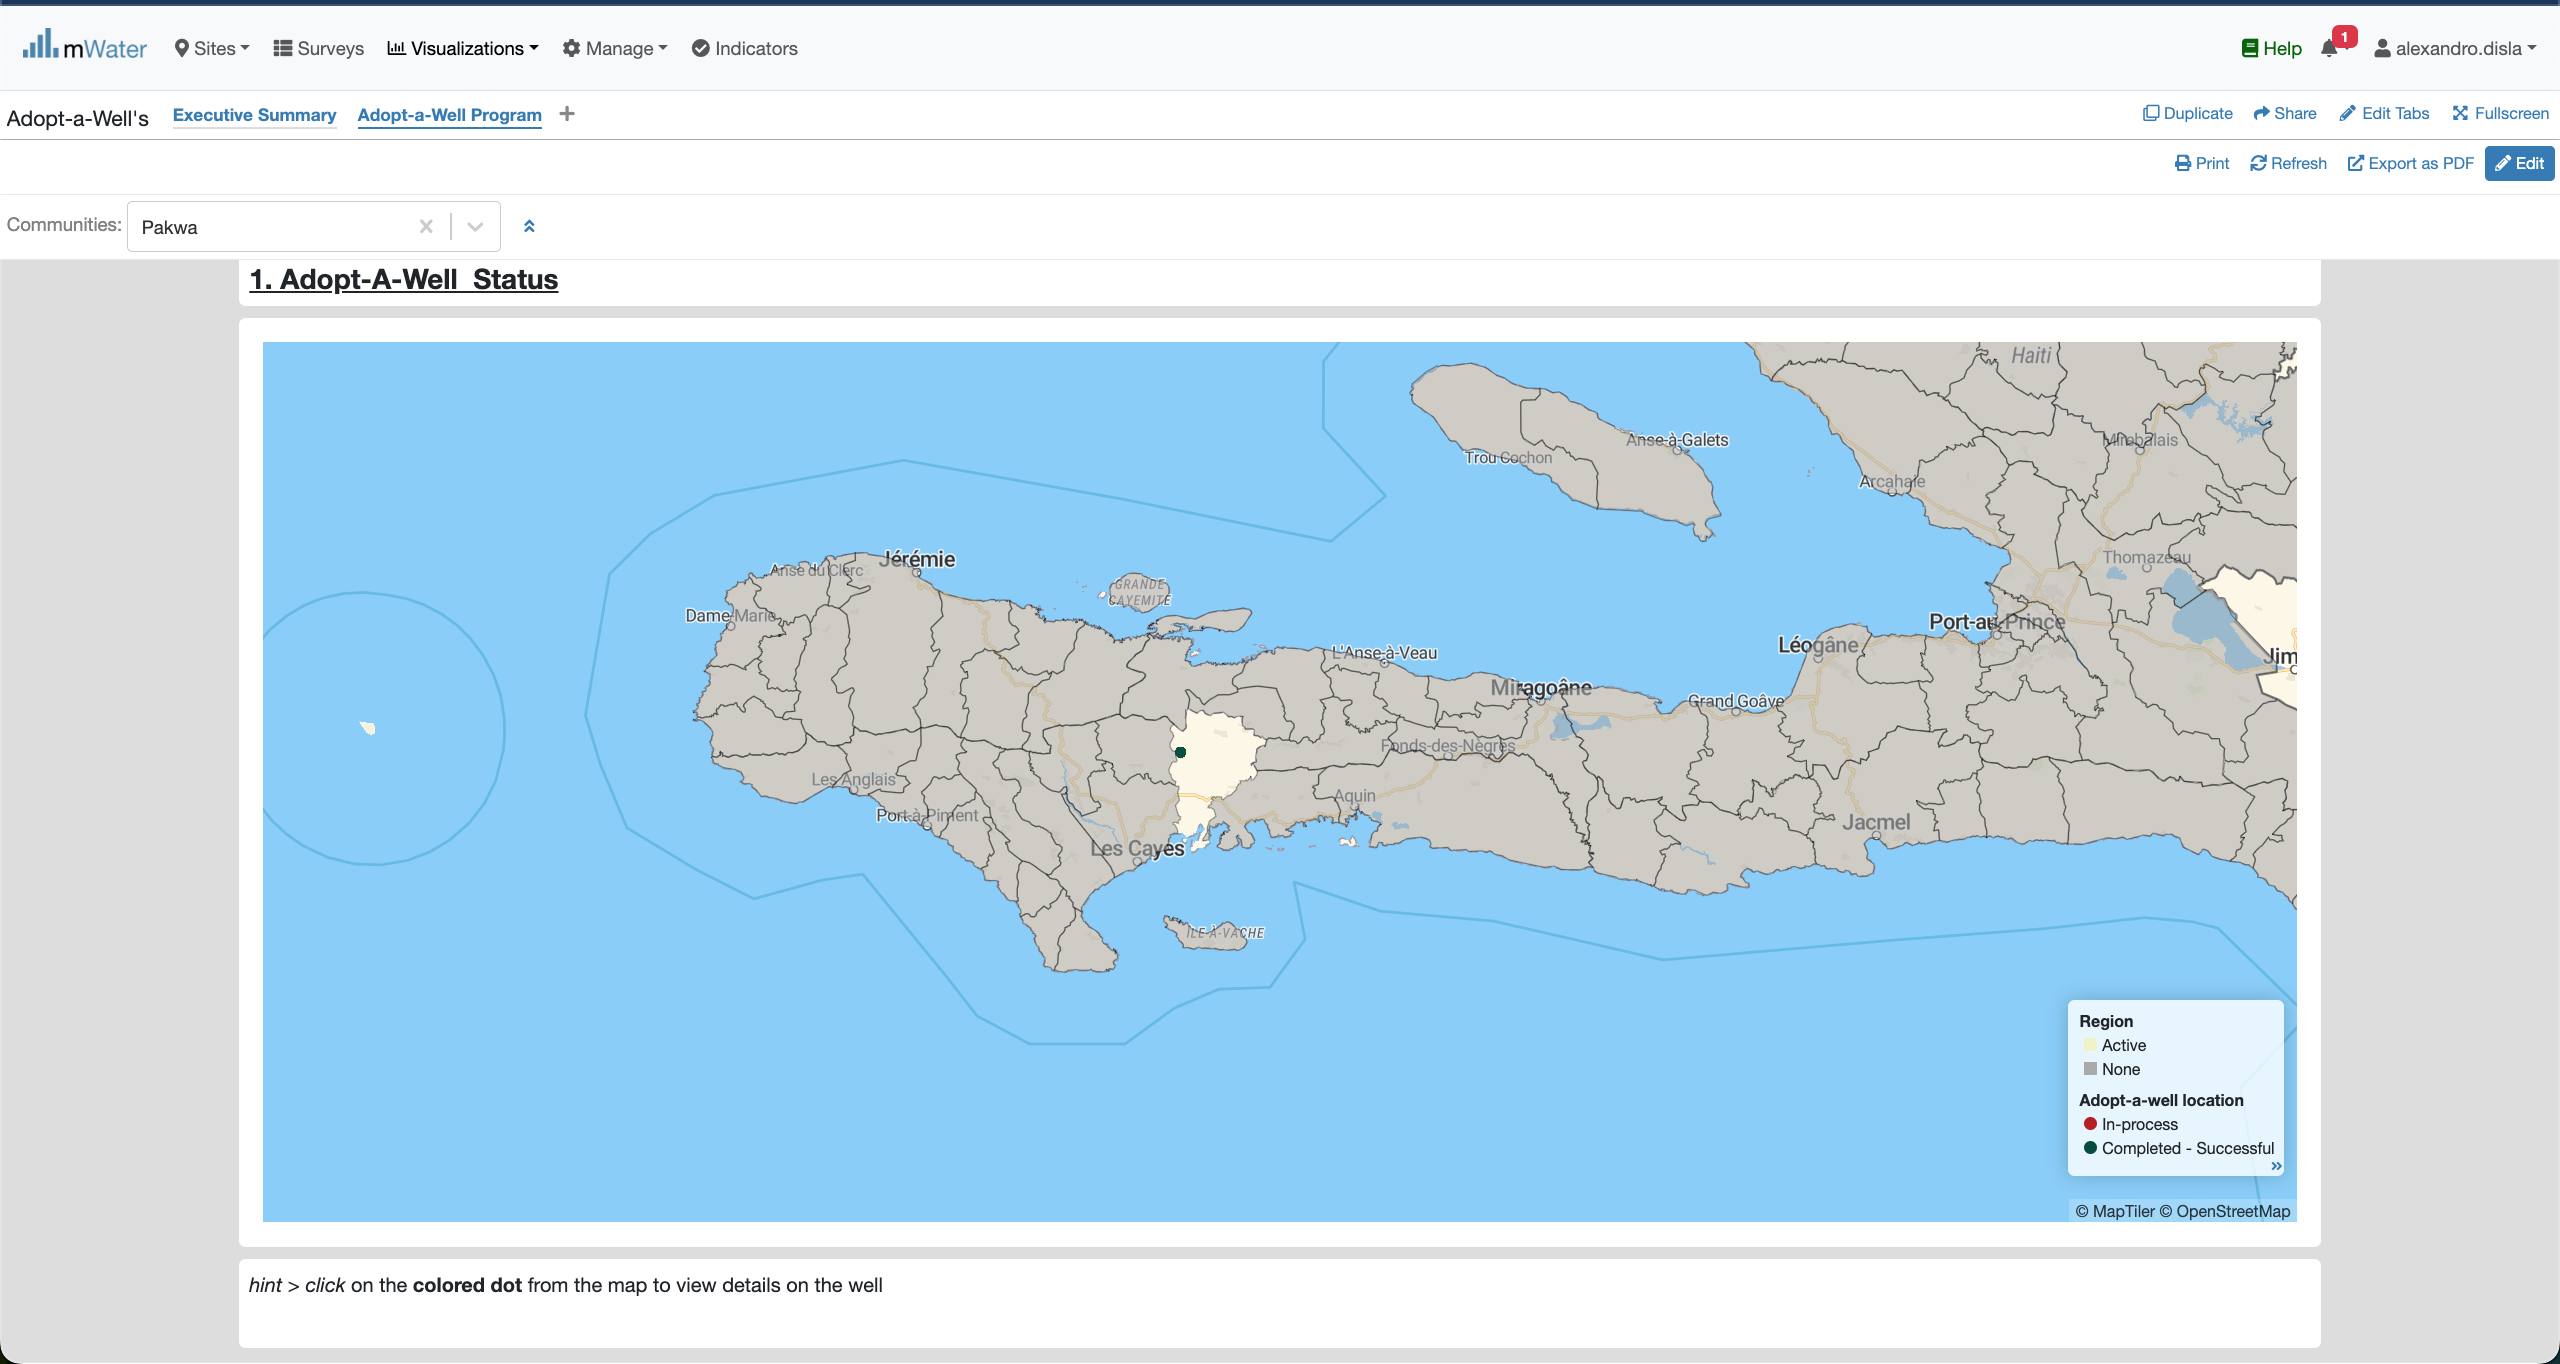 mWater Sites Surveys Visualizations Manage Indicators Help 1 alexandro.disla
Adopt-a-Well's Executive Summary Adopt-a-Well Program + Duplicate Share Edit Tabs Fullscreen
Print Refresh Export as PDF Edit
Communities: Pakwa
1. Adopt-A-Well Status
Haiti
Anse-à-Galets
Mirebalais
Trou Cochon
Arcahaie
Jérémie
Thomazeau
Anse du Clerc
GRANDE
CAYEMITE
Dame-Marie
Port-au-Prince
Léogâne
L'Anse-à-Veau
Jim
Miragoâne
Grand Goâve
Fonds-des-Nègres
Les Anglais
Aquin
Port-à-Piment
Jacmel
Les Cayes
ÎLE-À-VACHE
Region
Active
None
Adopt-a-well location
In-process
Completed - Successful
© MapTiler © OpenStreetMap
hint > click on the colored dot from the map to view details on the well